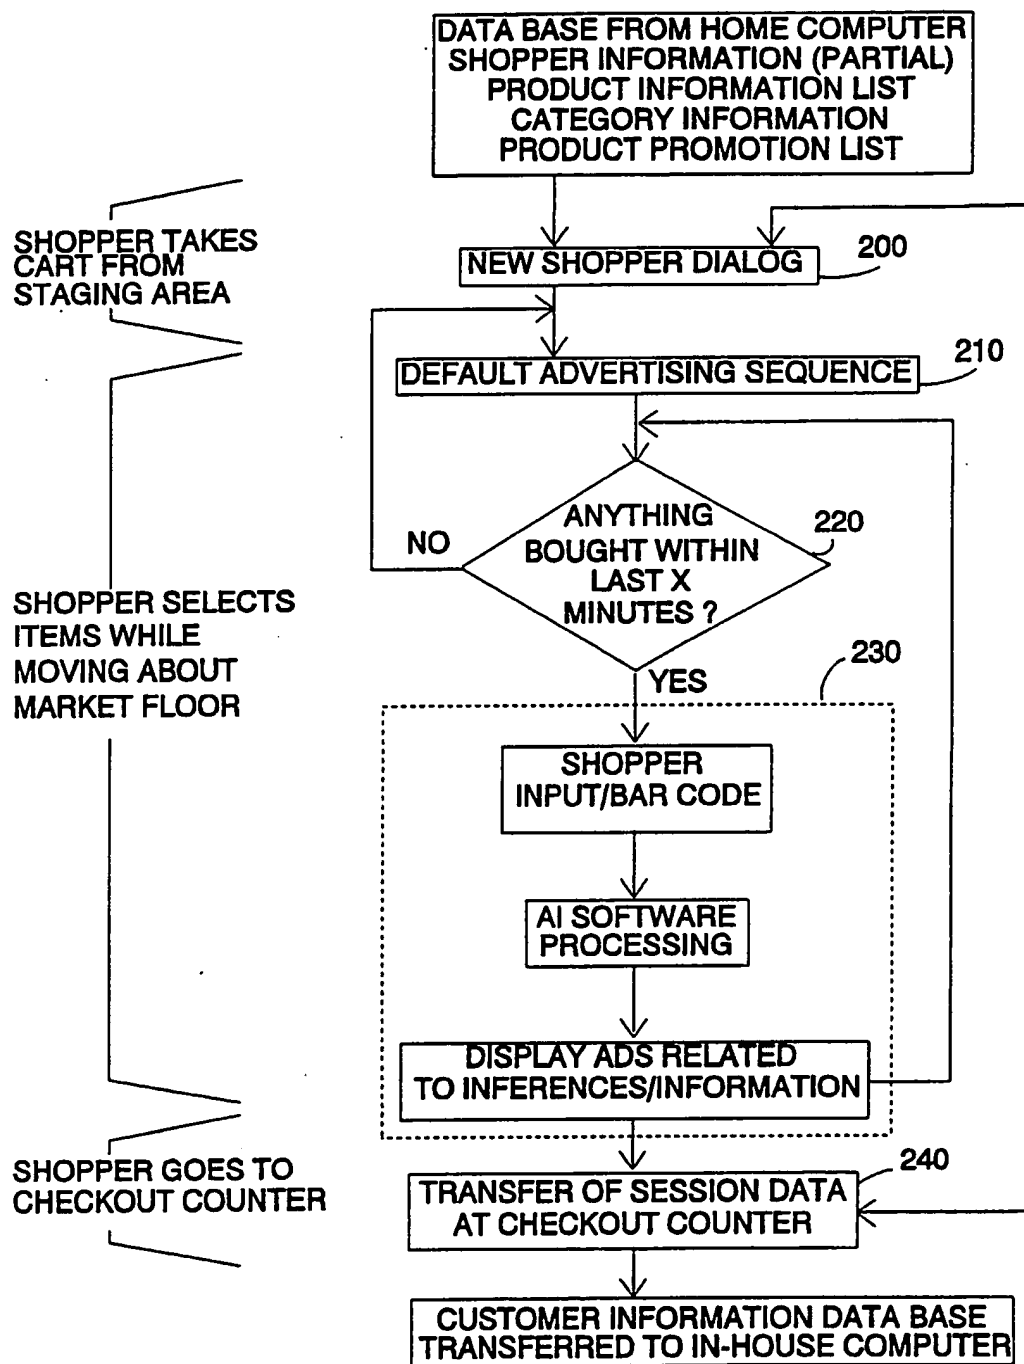 DATA BASE FROM HOME COMPUTER
SHOPPER INFORMATION (PARTIAL)
PRODUCT INFORMATION LIST
CATEGORY INFORMATION
PRODUCT PROMOTION LIST
SHOPPER TAKES
CART FROM
STAGING AREA
NEW SHOPPER DIALOG
200
DEFAULT ADVERTISING SEQUENCE
210
ANYTHING
BOUGHT WITHIN
LAST X
MINUTES ?
220
NO
YES
230
SHOPPER SELECTS
ITEMS WHILE
MOVING ABOUT
MARKET FLOOR
SHOPPER
INPUT/BAR CODE
AI SOFTWARE
PROCESSING
DISPLAY ADS RELATED
TO INFERENCES/INFORMATION
SHOPPER GOES TO
CHECKOUT COUNTER
240
TRANSFER OF SESSION DATA
AT CHECKOUT COUNTER
CUSTOMER INFORMATION DATA BASE
TRANSFERRED TO IN-HOUSE COMPUTER